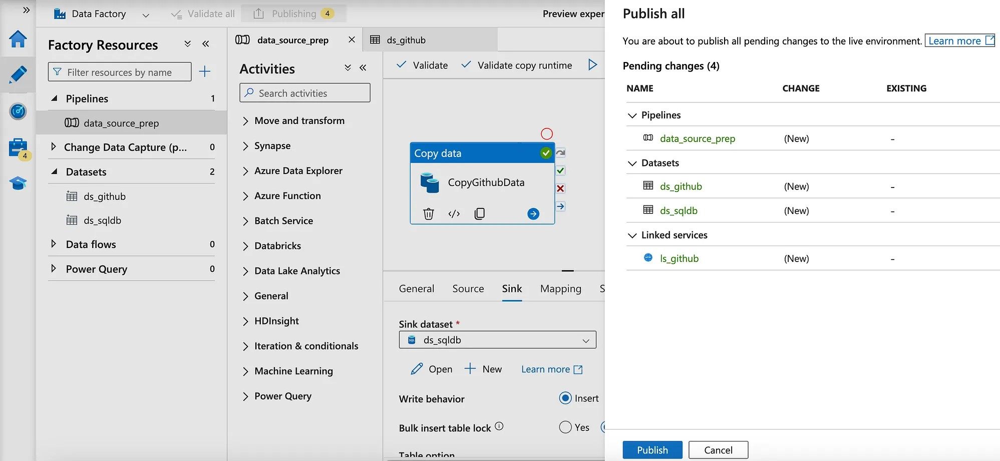 Data Factory
Validate all
Publishing 4
Preview exper
Factory Resources
Filter resources by name
Pipelines 1
data_source_prep
Change Data Capture (p... 0
Datasets 2
ds_github
ds_sqldb
Data flows 0
Power Query 0
4
data_source_prep
ds_github
Activities
Search activities
Move and transform
Synapse
Azure Data Explorer
Azure Function
Batch Service
Databricks
Data Lake Analytics
General
HDInsight
Iteration & conditionals
Machine Learning
Power Query
Validate
Validate copy runtime
Copy data
CopyGithubData
General Source Sink Mapping S
Sink dataset *
SQL ds_sqldb
Open New Learn more
Write behavior Insert
Bulk insert table lock Yes
Table option
Publish all
You are about to publish all pending changes to the live environment. Learn more
Pending changes (4)
NAME CHANGE EXISTING
Pipelines
data_source_prep (New) -
Datasets
ds_github (New) -
ds_sqldb (New) -
Linked services
HTTP ls_github (New) -
Publish Cancel